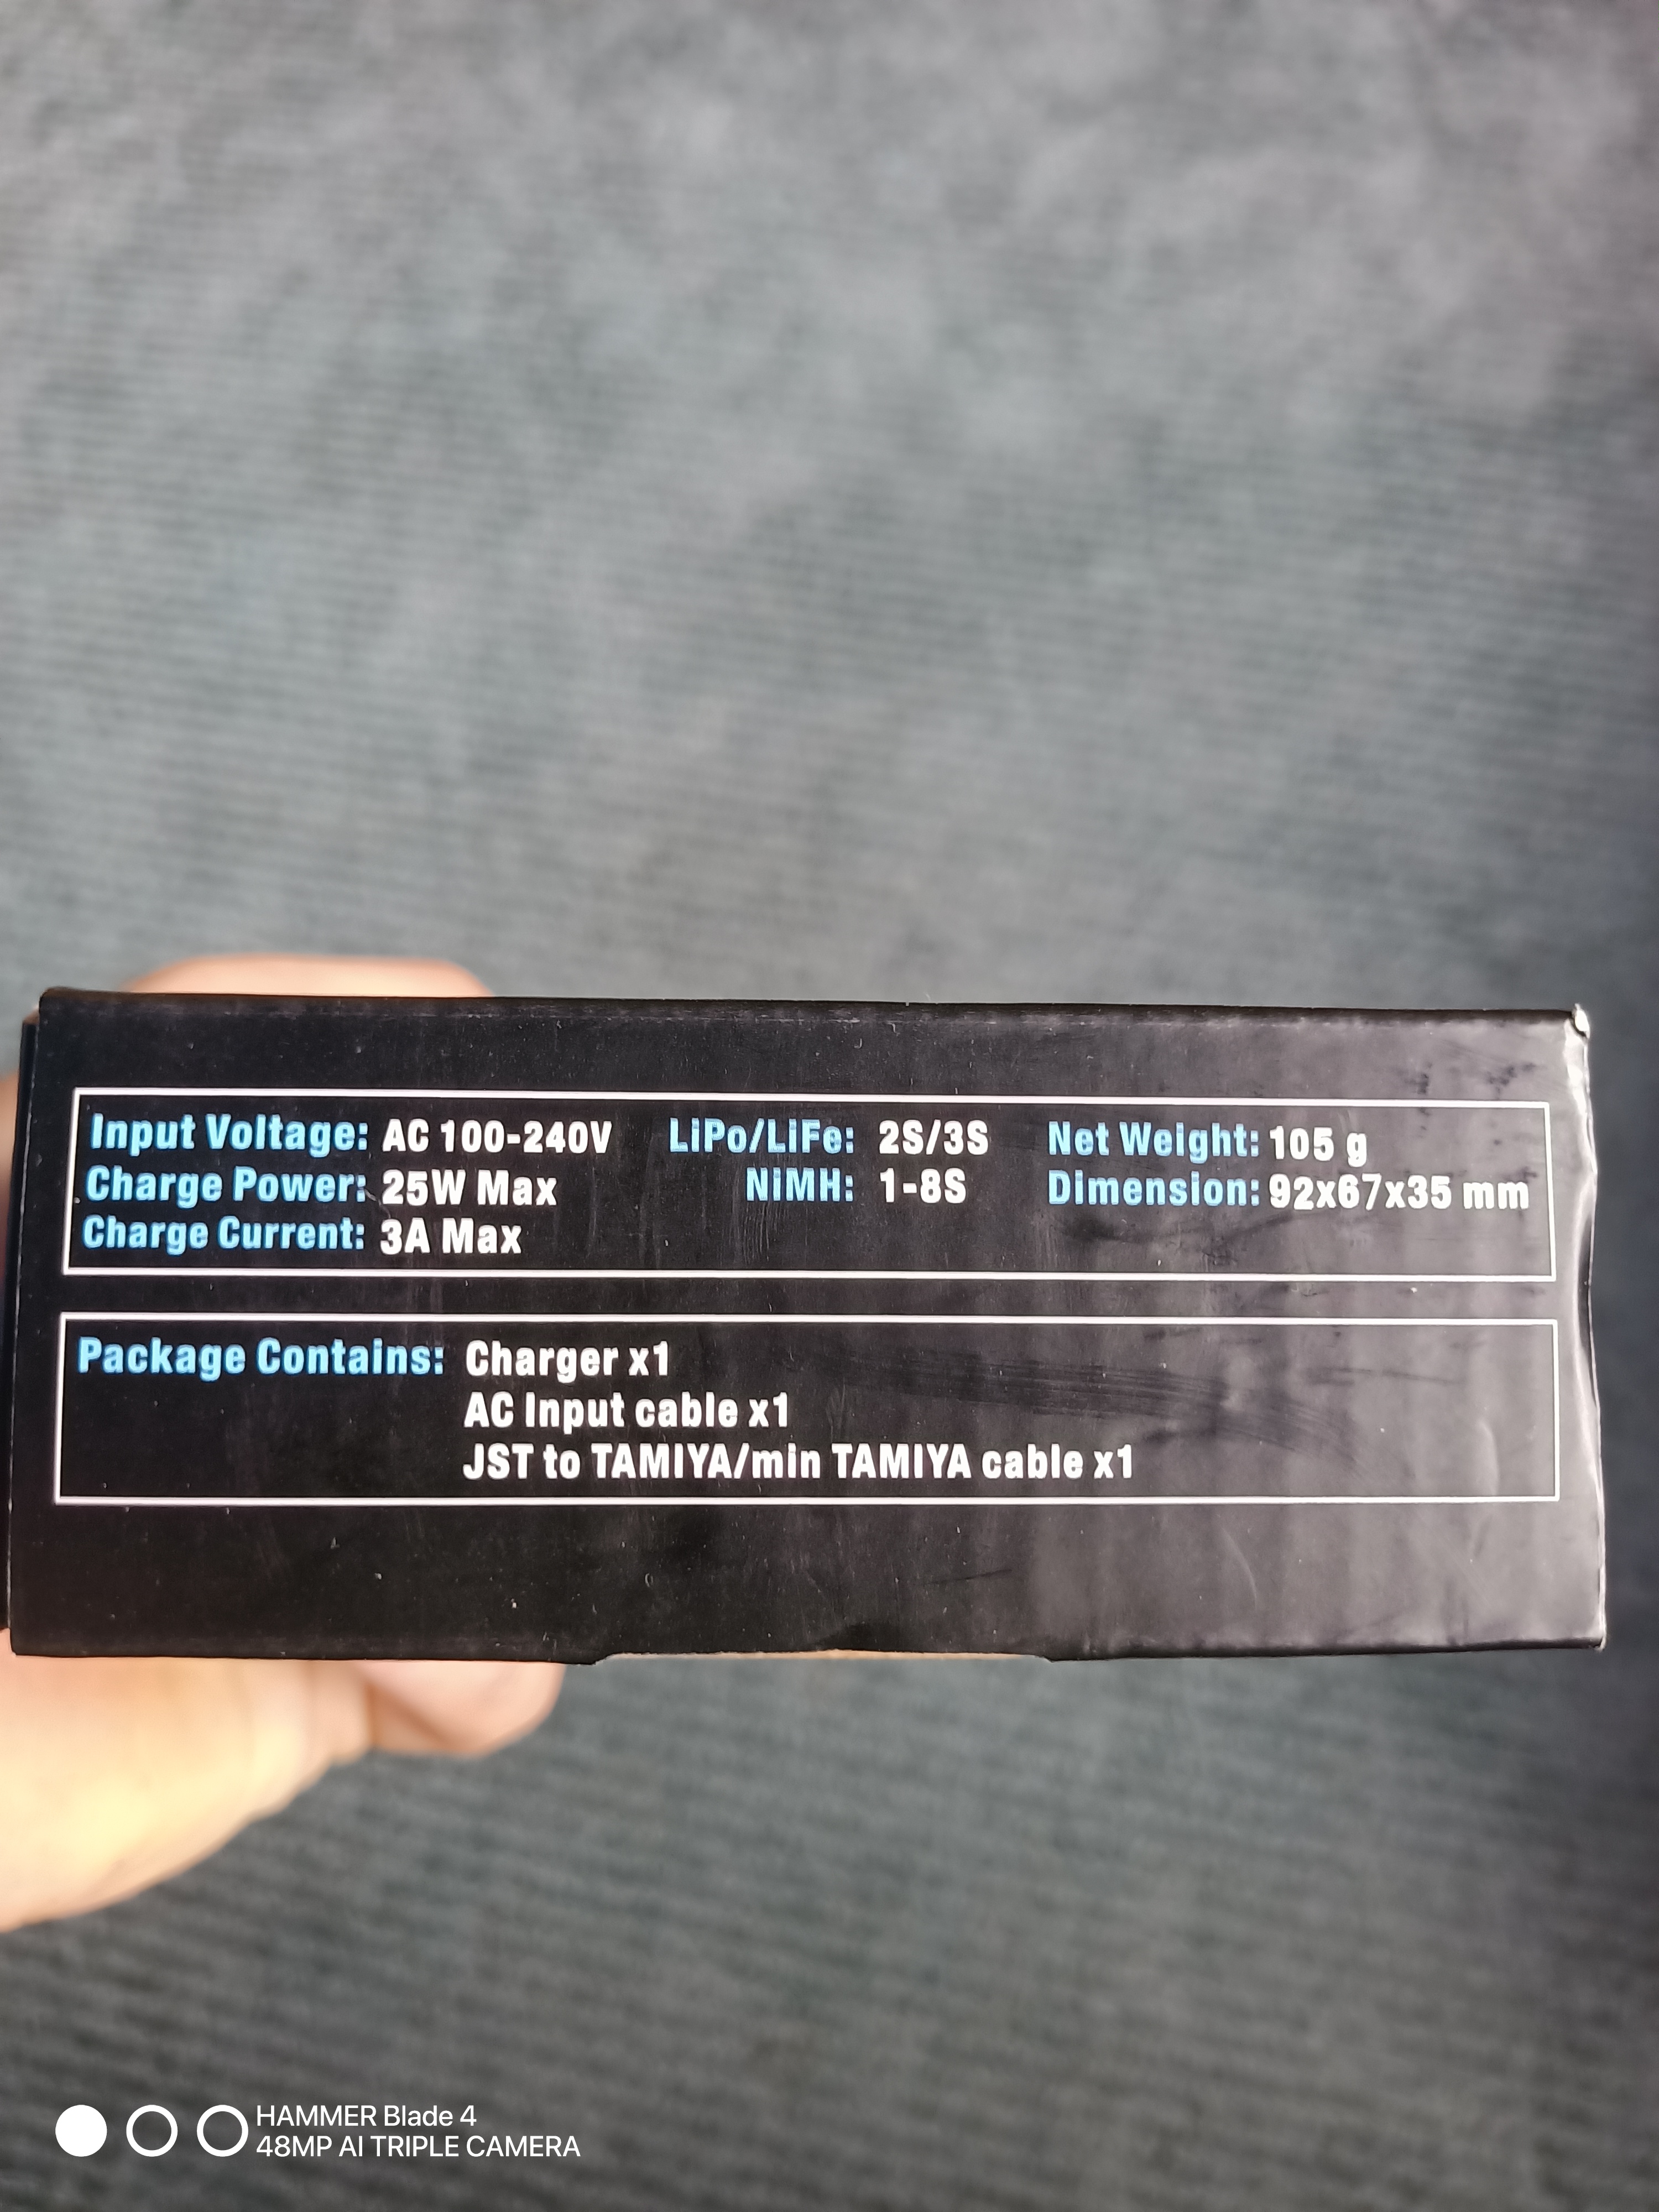 Input Voltage: AC 100-240V LiPo/LiFe: 2S/3S Net Weight: 105 g
Charge Power: 25W Max NiMH: 1-8S Dimension: 92x67x35 mm
Charge Current: 3A Max
Package Contains: Charger x1
AC Input cable x1
JST to TAMIYA/min TAMIYA cable x1
HAMMER Blade 4
48MP AI TRIPLE CAMERA